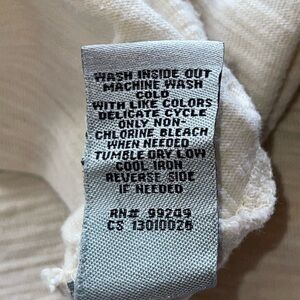 WASH INSIDE OUT
MACHINE WASH
COLD
WITH LIKE COLORS
DELICATE CYCLE
ONLY NON-
CHLORINE BLEACH
WHEN NEEDED
TUMBLE DRY LOW
COOL IRON
REVERSE SIDE
IF NEEDED
RN# 99249
CS 13010026